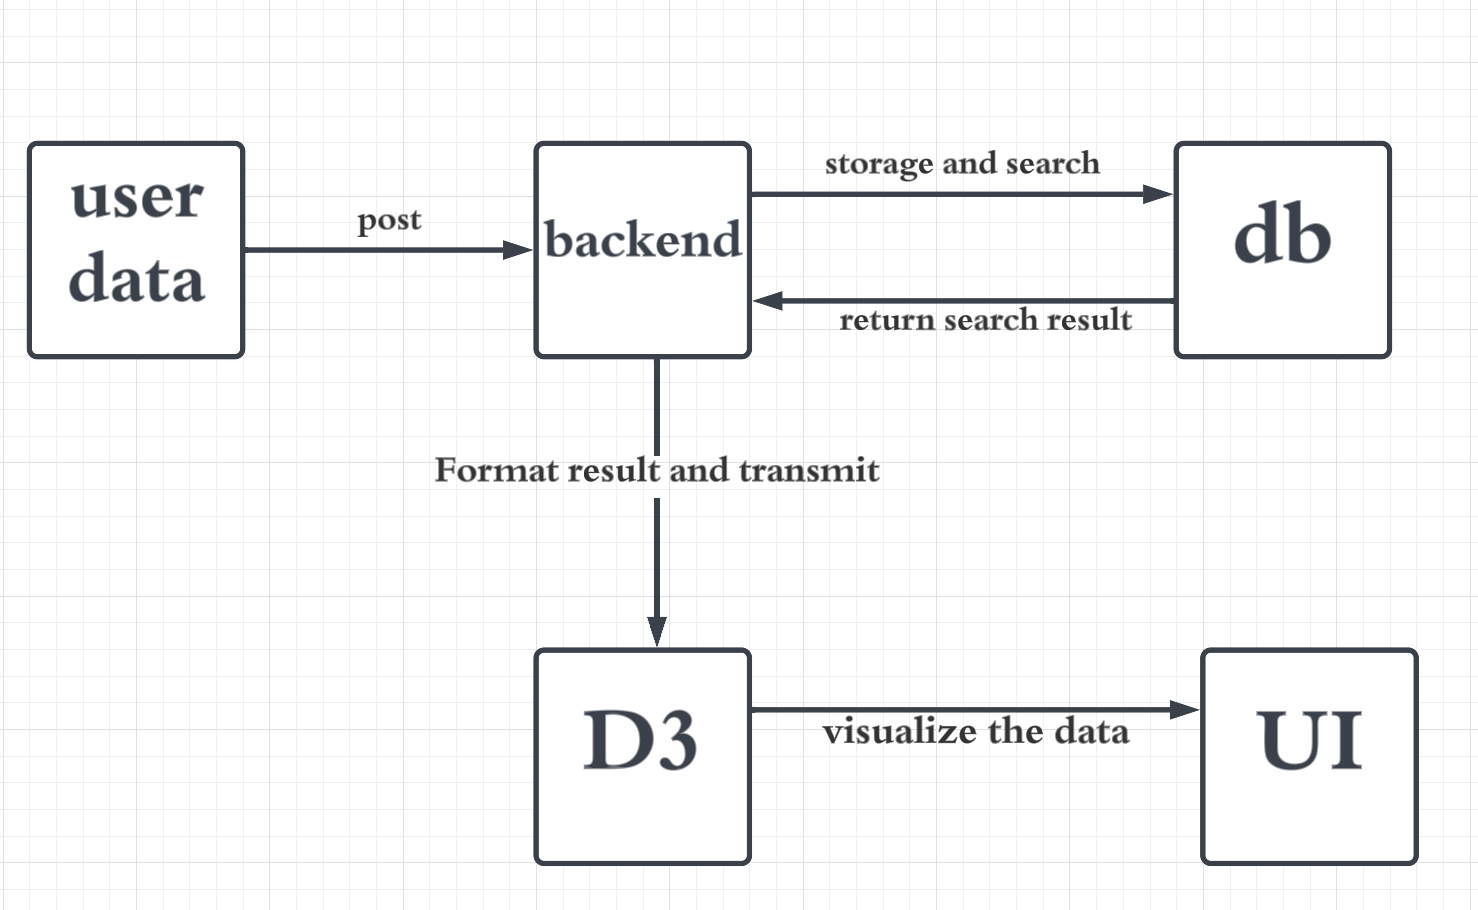 user
data
post
backend
storage and search
return search result
db
Format result and transmit
D3
visualize the data
UI